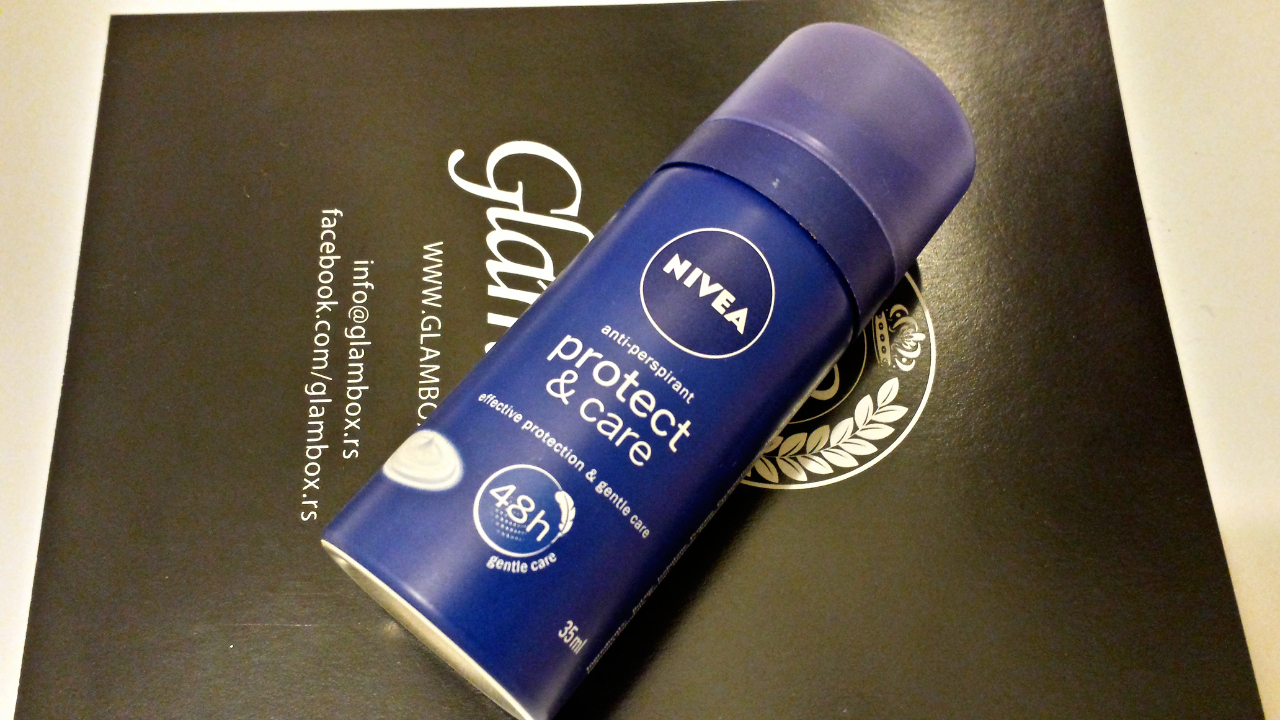 NIVEA
anti-perspirant
protect
& care
effective protection & gentle care
48h
gentle care
35ml
Glam
www.GLAMBO
info@glambox.rs
facebook.com/glambox.rs